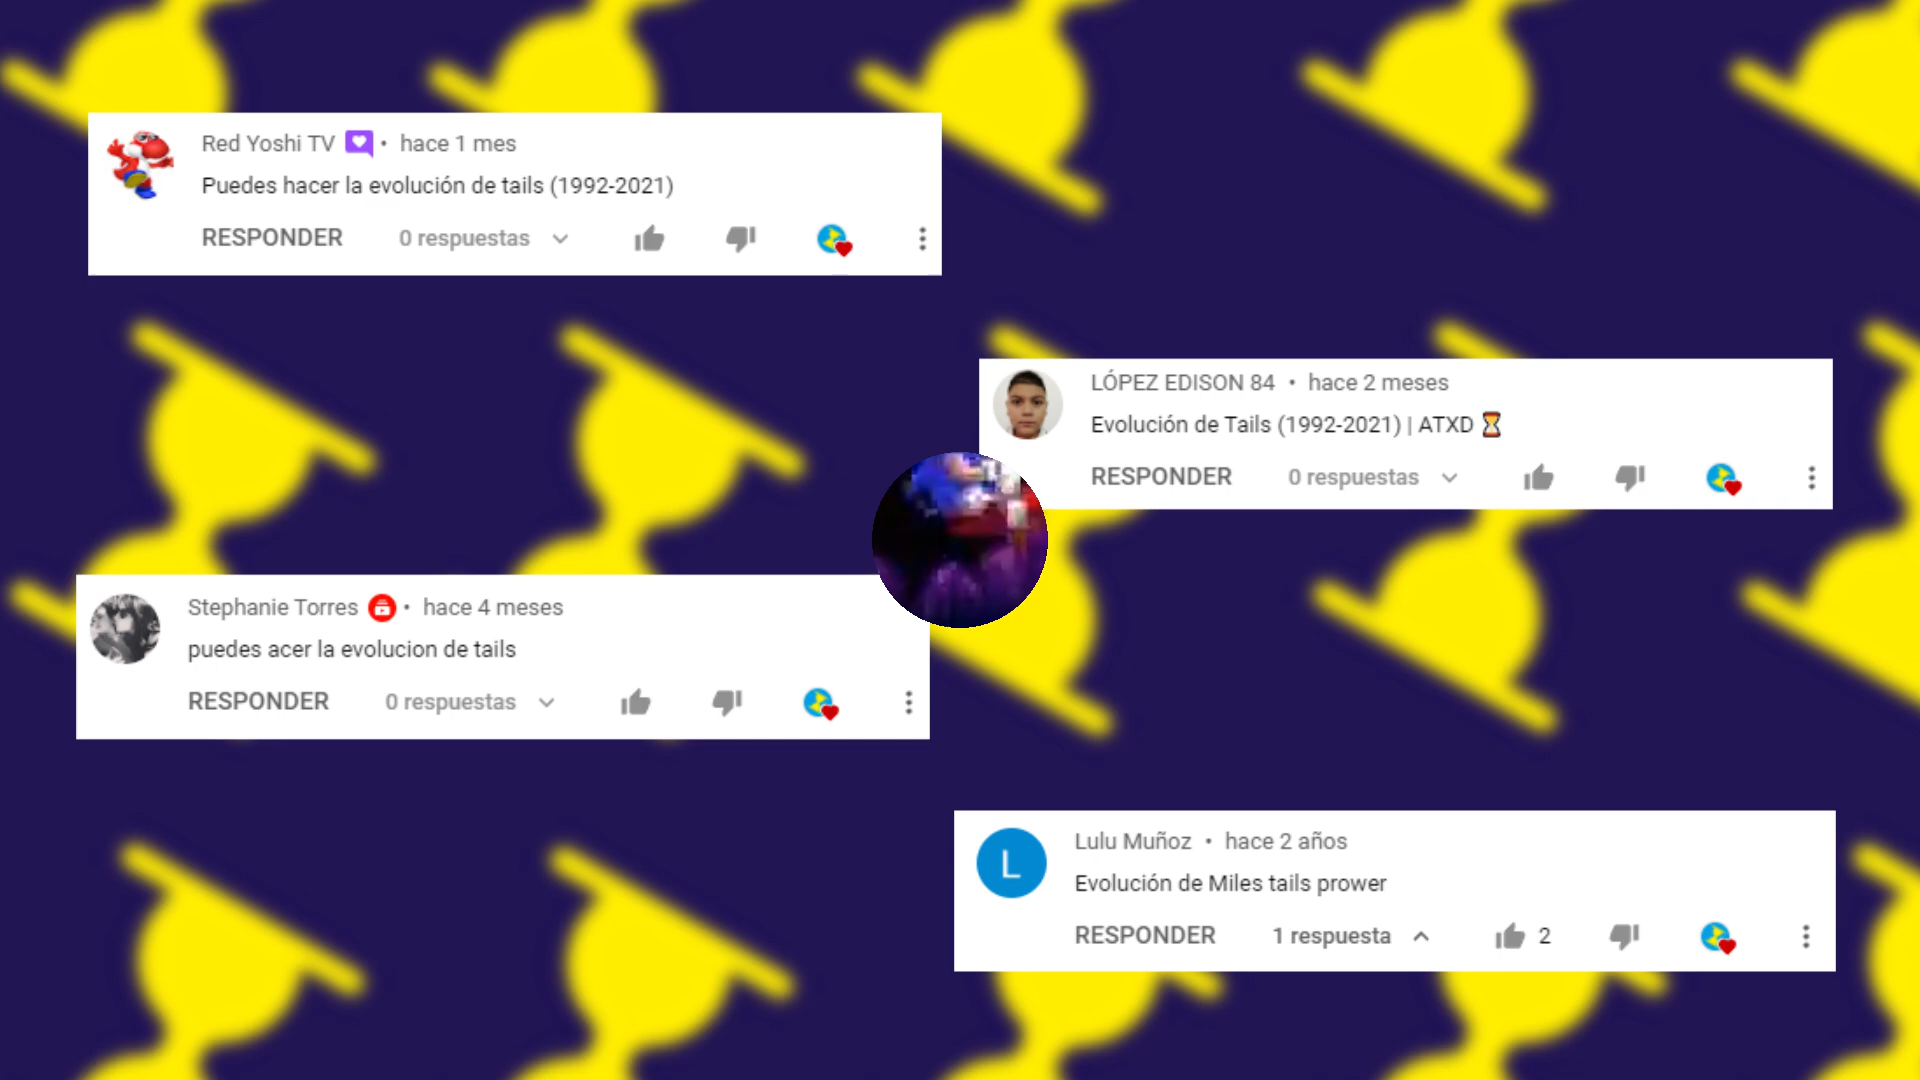 Red Yoshi TV • hace 1 mes
Puedes hacer la evolución de tails (1992-2021)
RESPONDER 0 respuestas
LÓPEZ EDISON 84 • hace 2 meses
Evolución de Tails (1992-2021) | ATXD ⏳
RESPONDER 0 respuestas
Stephanie Torres • hace 4 meses
puedes acer la evolucion de tails
RESPONDER 0 respuestas
L
Lulu Muñoz • hace 2 años
Evolución de Miles tails prower
RESPONDER 1 respuesta 2